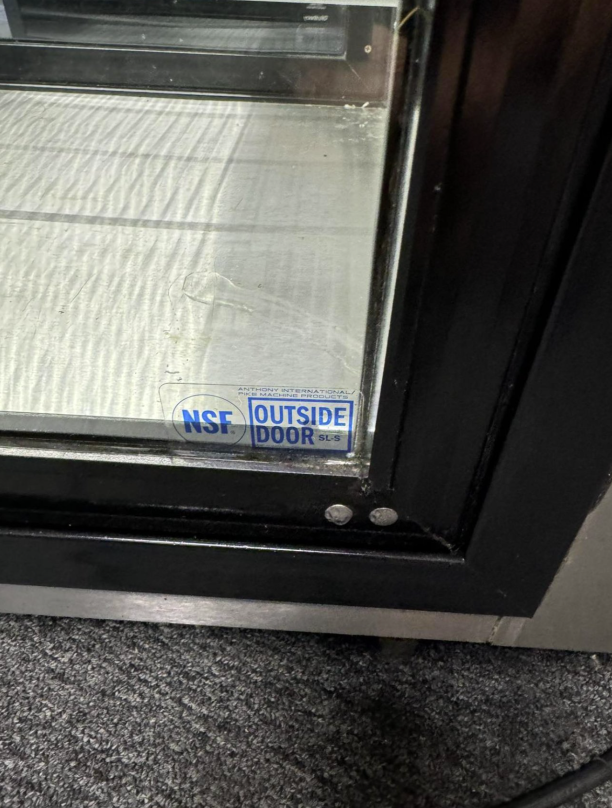 ANTHONY INTERNATIONAL/
PIKE MACHINE PRODUCTS
NSF.
OUTSIDE
DOOR SL-S